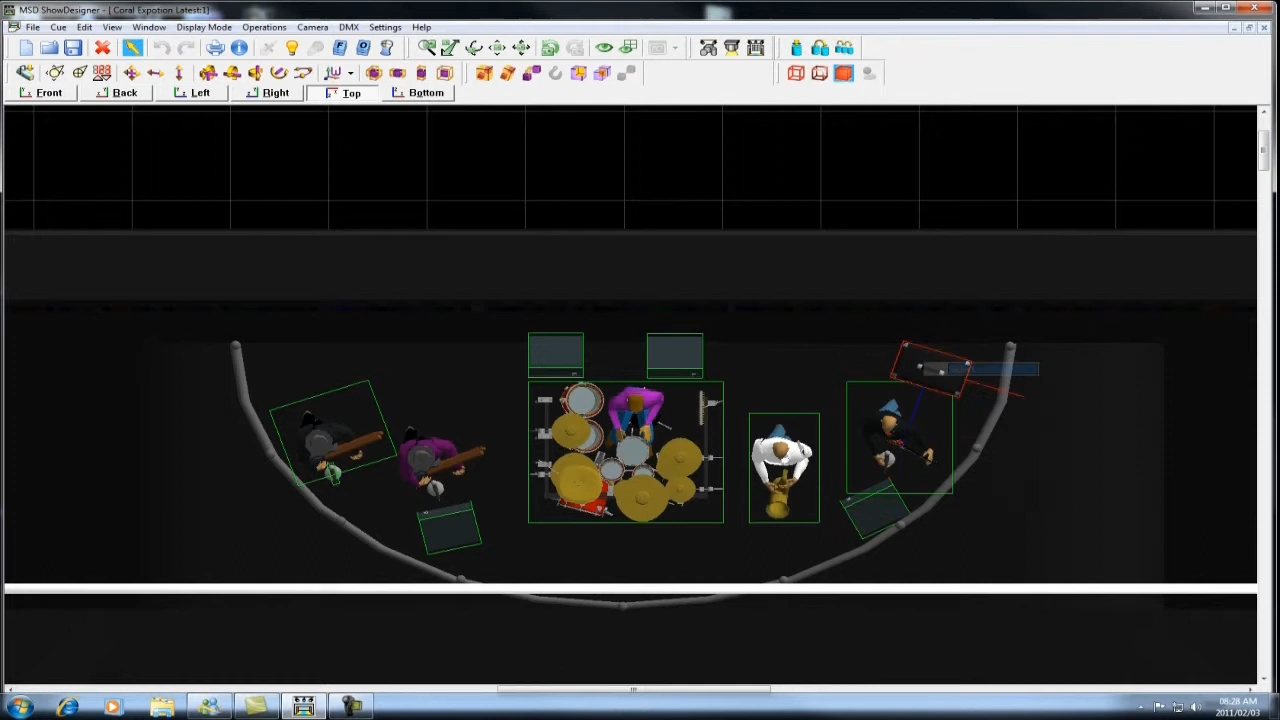 MSD ShowDesigner - [ Coral Expotion Latest:1]
File Cue Edit View Window Display Mode Operations Camera DMX Settings Help
Front Back Left Right Top Bottom
08:28 AM
2011/02/03